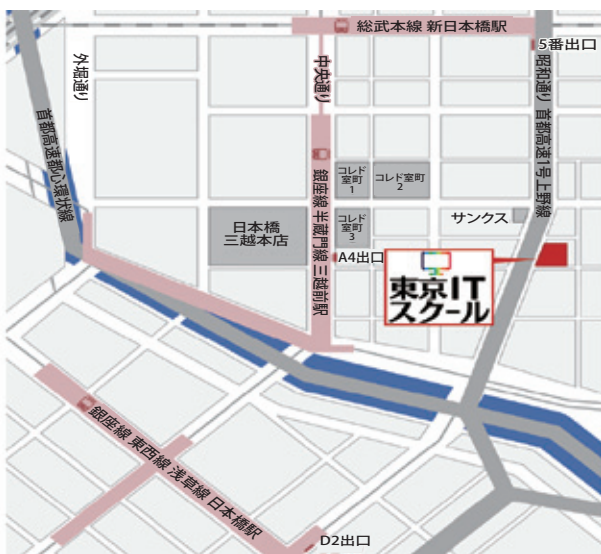 総武本線 新日本橋駅
5番出口
外堀通り
中央通り
昭和通り 首都高速1号上野線
首都高速都心環状線
銀座線 半蔵門線 三越前駅
コレド
室町
1
コレド
室町 2
コレド
室町
3
サンクス
日本橋
三越本店
A4出口
東京IT
スクール
銀座線 東西線 浅草線 日本橋駅
D2出口